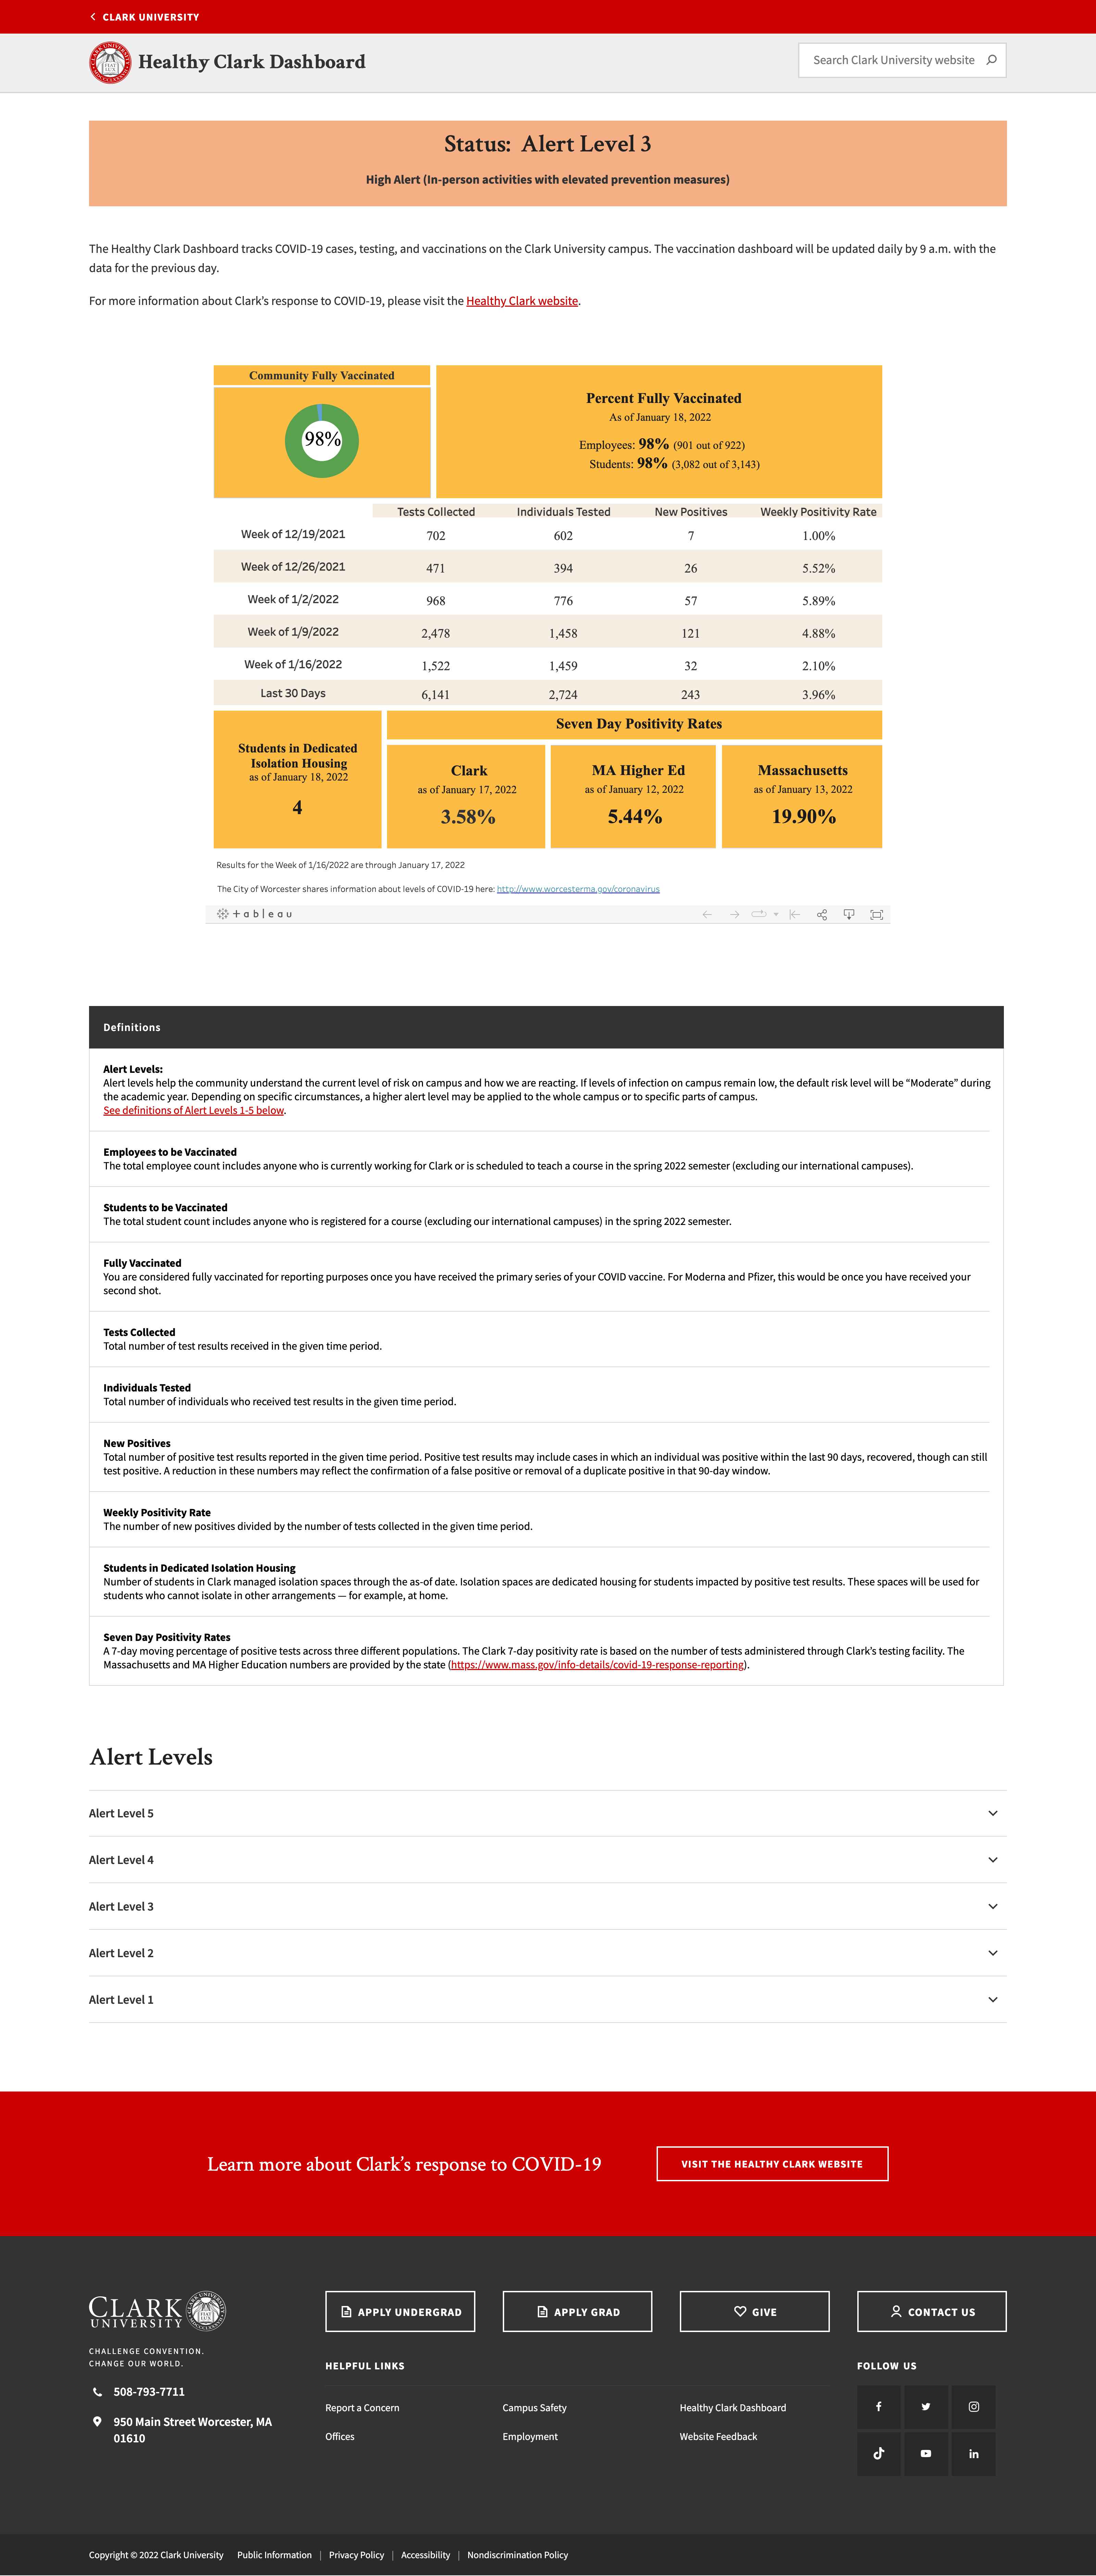 CLARK UNIVERSITY
Healthy Clark Dashboard
Search Clark University website
Status: Alert Level 3
High Alert (In-person activities with elevated prevention measures)
The Healthy Clark Dashboard tracks COVID-19 cases, testing, and vaccinations on the Clark University campus. The vaccination dashboard will be updated daily by 9 a.m. with the
data for the previous day.
For more information about Clark's response to COVID-19, please visit the Healthy Clark website.
Community Fully Vaccinated
98%
Percent Fully Vaccinated
As of January 18, 2022
Employees: 98% (901 out of 922)
Students: 98% (3,082 out of 3,143)
Tests Collected Individuals Tested New Positives Weekly Positivity Rate
Week of 12/19/2021 702 602 7 1.00%
Week of 12/26/2021 471 394 26 5.52%
Week of 1/2/2022 968 776 57 5.89%
Week of 1/9/2022 2,478 1,458 121 4.88%
Week of 1/16/2022 1,522 1,459 32 2.10%
Last 30 Days 6,141 2,724 243 3.96%
Students in Dedicated
Isolation Housing
as of January 18, 2022
4
Seven Day Positivity Rates
Clark
as of January 17, 2022
3.58%
MA Higher Ed
as of January 12, 2022
5.44%
Massachusetts
as of January 13, 2022
19.90%
Results for the Week of 1/16/2022 are through January 17, 2022
The City of Worcester shares information about levels of COVID-19 here: http://www.worcesterma.gov/coronavirus
+ a b l e a u
Definitions
Alert Levels:
Alert levels help the community understand the current level of risk on campus and how we are reacting. If levels of infection on campus remain low, the default risk level will be “Moderate” during
the academic year. Depending on specific circumstances, a higher alert level may be applied to the whole campus or to specific parts of campus.
See definitions of Alert Levels 1-5 below.
Employees to be Vaccinated
The total employee count includes anyone who is currently working for Clark or is scheduled to teach a course in the spring 2022 semester (excluding our international campuses).
Students to be Vaccinated
The total student count includes anyone who is registered for a course (excluding our international campuses) in the spring 2022 semester.
Fully Vaccinated
You are considered fully vaccinated for reporting purposes once you have received the primary series of your COVID vaccine. For Moderna and Pfizer, this would be once you have received your
second shot.
Tests Collected
Total number of test results received in the given time period.
Individuals Tested
Total number of individuals who received test results in the given time period.
New Positives
Total number of positive test results reported in the given time period. Positive test results may include cases in which an individual was positive within the last 90 days, recovered, though can still
test positive. A reduction in these numbers may reflect the confirmation of a false positive or removal of a duplicate positive in that 90-day window.
Weekly Positivity Rate
The number of new positives divided by the number of tests collected in the given time period.
Students in Dedicated Isolation Housing
Number of students in Clark managed isolation spaces through the as-of date. Isolation spaces are dedicated housing for students impacted by positive test results. These spaces will be used for
students who cannot isolate in other arrangements — for example, at home.
Seven Day Positivity Rates
A 7-day moving percentage of positive tests across three different populations. The Clark 7-day positivity rate is based on the number of tests administered through Clark's testing facility. The
Massachusetts and MA Higher Education numbers are provided by the state (https://www.mass.gov/info-details/covid-19-response-reporting).
Alert Levels
Alert Level 5
Alert Level 4
Alert Level 3
Alert Level 2
Alert Level 1
Learn more about Clark's response to COVID-19
VISIT THE HEALTHY CLARK WEBSITE
CLARK
UNIVERSITY
CHALLENGE CONVENTION.
CHANGE OUR WORLD.
508-793-7711
950 Main Street Worcester, MA
01610
APPLY UNDERGRAD
APPLY GRAD
GIVE
CONTACT US
HELPFUL LINKS
Report a Concern
Campus Safety
Healthy Clark Dashboard
Offices
Employment
Website Feedback
FOLLOW US
Copyright © 2022 Clark University Public Information | Privacy Policy | Accessibility | Nondiscrimination Policy